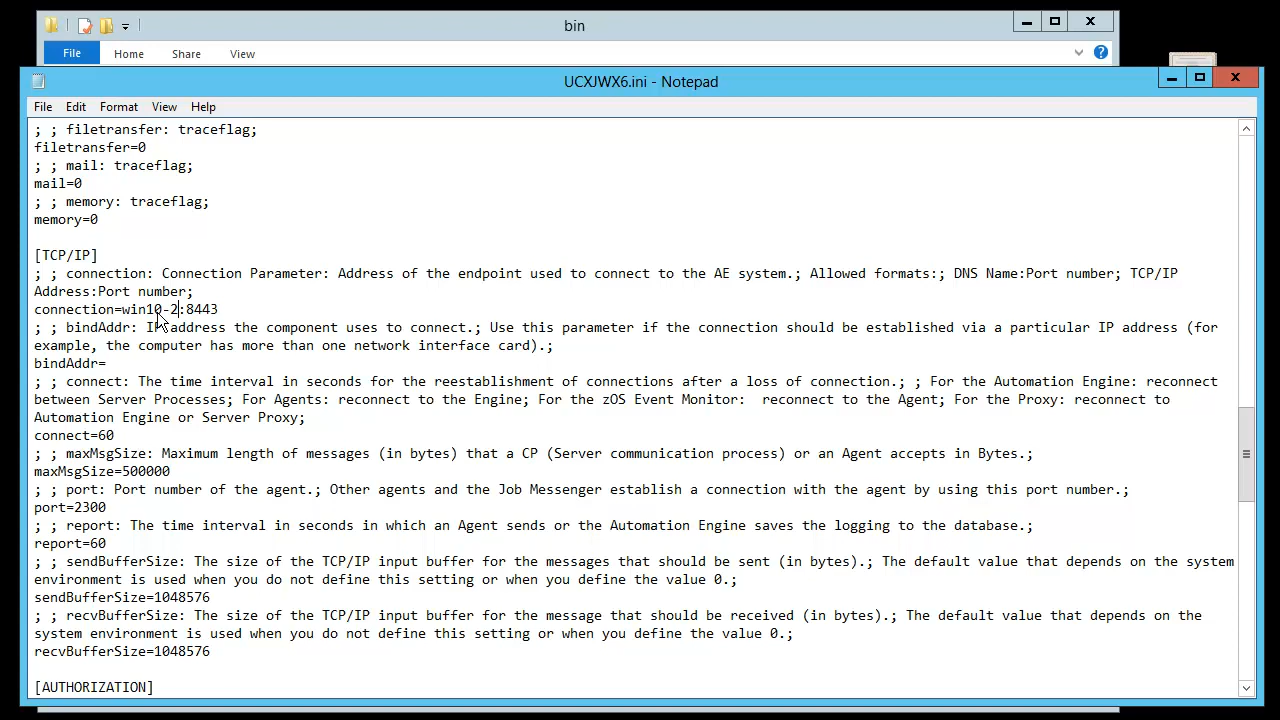 bin
File Home Share View
UCXJWX6.ini - Notepad
File Edit Format View Help
; ; filetransfer: traceflag;
filetransfer=0
; ; mail: traceflag;
mail=0
; ; memory: traceflag;
memory=0
[TCP/IP]
; ; connection: Connection Parameter: Address of the endpoint used to connect to the AE system.; Allowed formats:; DNS Name:Port number; TCP/IP
Address:Port number;
connection=win10-2:8443
; ; bindAddr: IP address the component uses to connect.; Use this parameter if the connection should be established via a particular IP address (for
example, the computer has more than one network interface card).;
bindAddr=
; ; connect: The time interval in seconds for the reestablishment of connections after a loss of connection.; ; For the Automation Engine: reconnect
between Server Processes; For Agents: reconnect to the Engine; For the zOS Event Monitor:  reconnect to the Agent; For the Proxy: reconnect to
Automation Engine or Server Proxy;
connect=60
; ; maxMsgSize: Maximum length of messages (in bytes) that a CP (Server communication process) or an Agent accepts in Bytes.;
maxMsgSize=500000
; ; port: Port number of the agent.; Other agents and the Job Messenger establish a connection with the agent by using this port number.;
port=2300
; ; report: The time interval in seconds in which an Agent sends or the Automation Engine saves the logging to the database.;
report=60
; ; sendBufferSize: The size of the TCP/IP input buffer for the messages that should be sent (in bytes).; The default value that depends on the system
environment is used when you do not define this setting or when you define the value 0.;
sendBufferSize=1048576
; ; recvBufferSize: The size of the TCP/IP input buffer for the message that should be received (in bytes).; The default value that depends on the
system environment is used when you do not define this setting or when you define the value 0.;
recvBufferSize=1048576
[AUTHORIZATION]